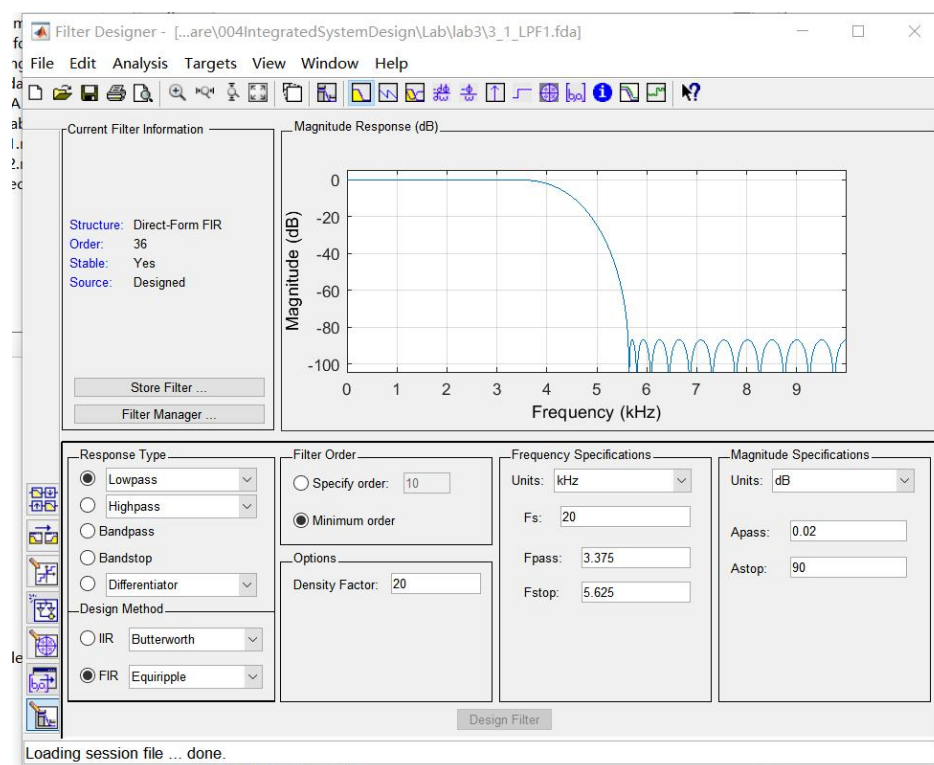 Filter Designer - [...are\004IntegratedSystemDesign\Lab\lab3\3_1_LPF1.fda]
File Edit Analysis Targets View Window Help
Current Filter Information
Structure: Direct-Form FIR
Order: 36
Stable: Yes
Source: Designed
Store Filter ...
Filter Manager ...
Magnitude Response (dB)
0
-20
-40
-60
-80
-100
Magnitude (dB)
0 1 2 3 4 5 6 7 8 9
Frequency (kHz)
Response Type
Lowpass
Highpass
Bandpass
Bandstop
Differentiator
Design Method
IIR Butterworth
FIR Equiripple
Filter Order
Specify order: 10
Minimum order
Options
Density Factor: 20
Frequency Specifications
Units: kHz
Fs: 20
Fpass: 3.375
Fstop: 5.625
Magnitude Specifications
Units: dB
Apass: 0.02
Astop: 90
Design Filter
Loading session file ... done.